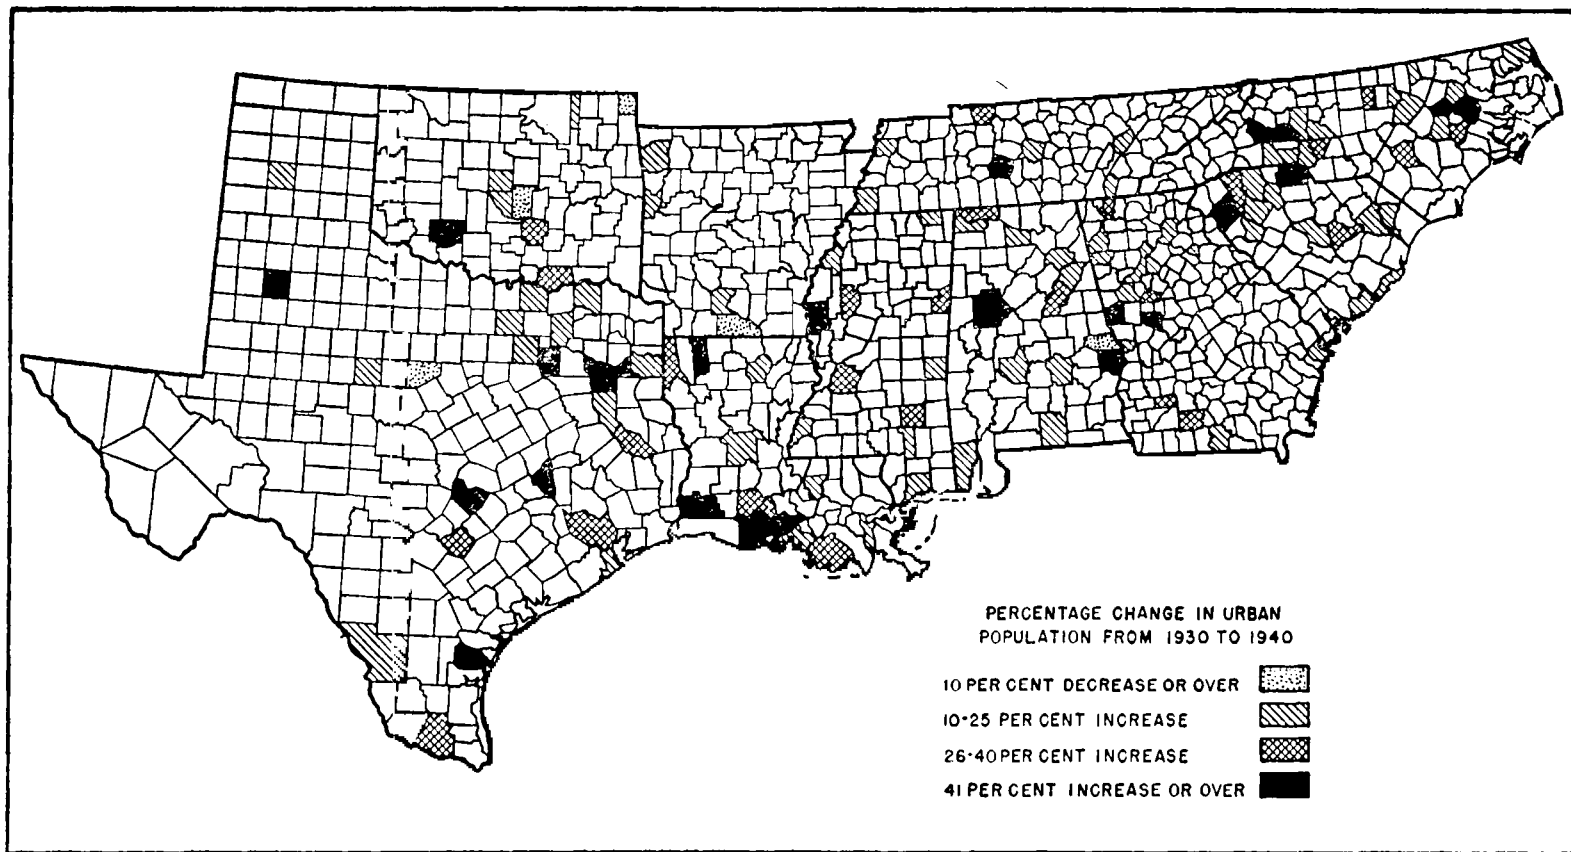 PERCENTAGE CHANGE IN URBAN
POPULATION FROM 1930 TO 1940
10 PER CENT DECREASE OR OVER
10-25 PER CENT INCREASE
26-40 PER CENT INCREASE
41 PER CENT INCREASE OR OVER